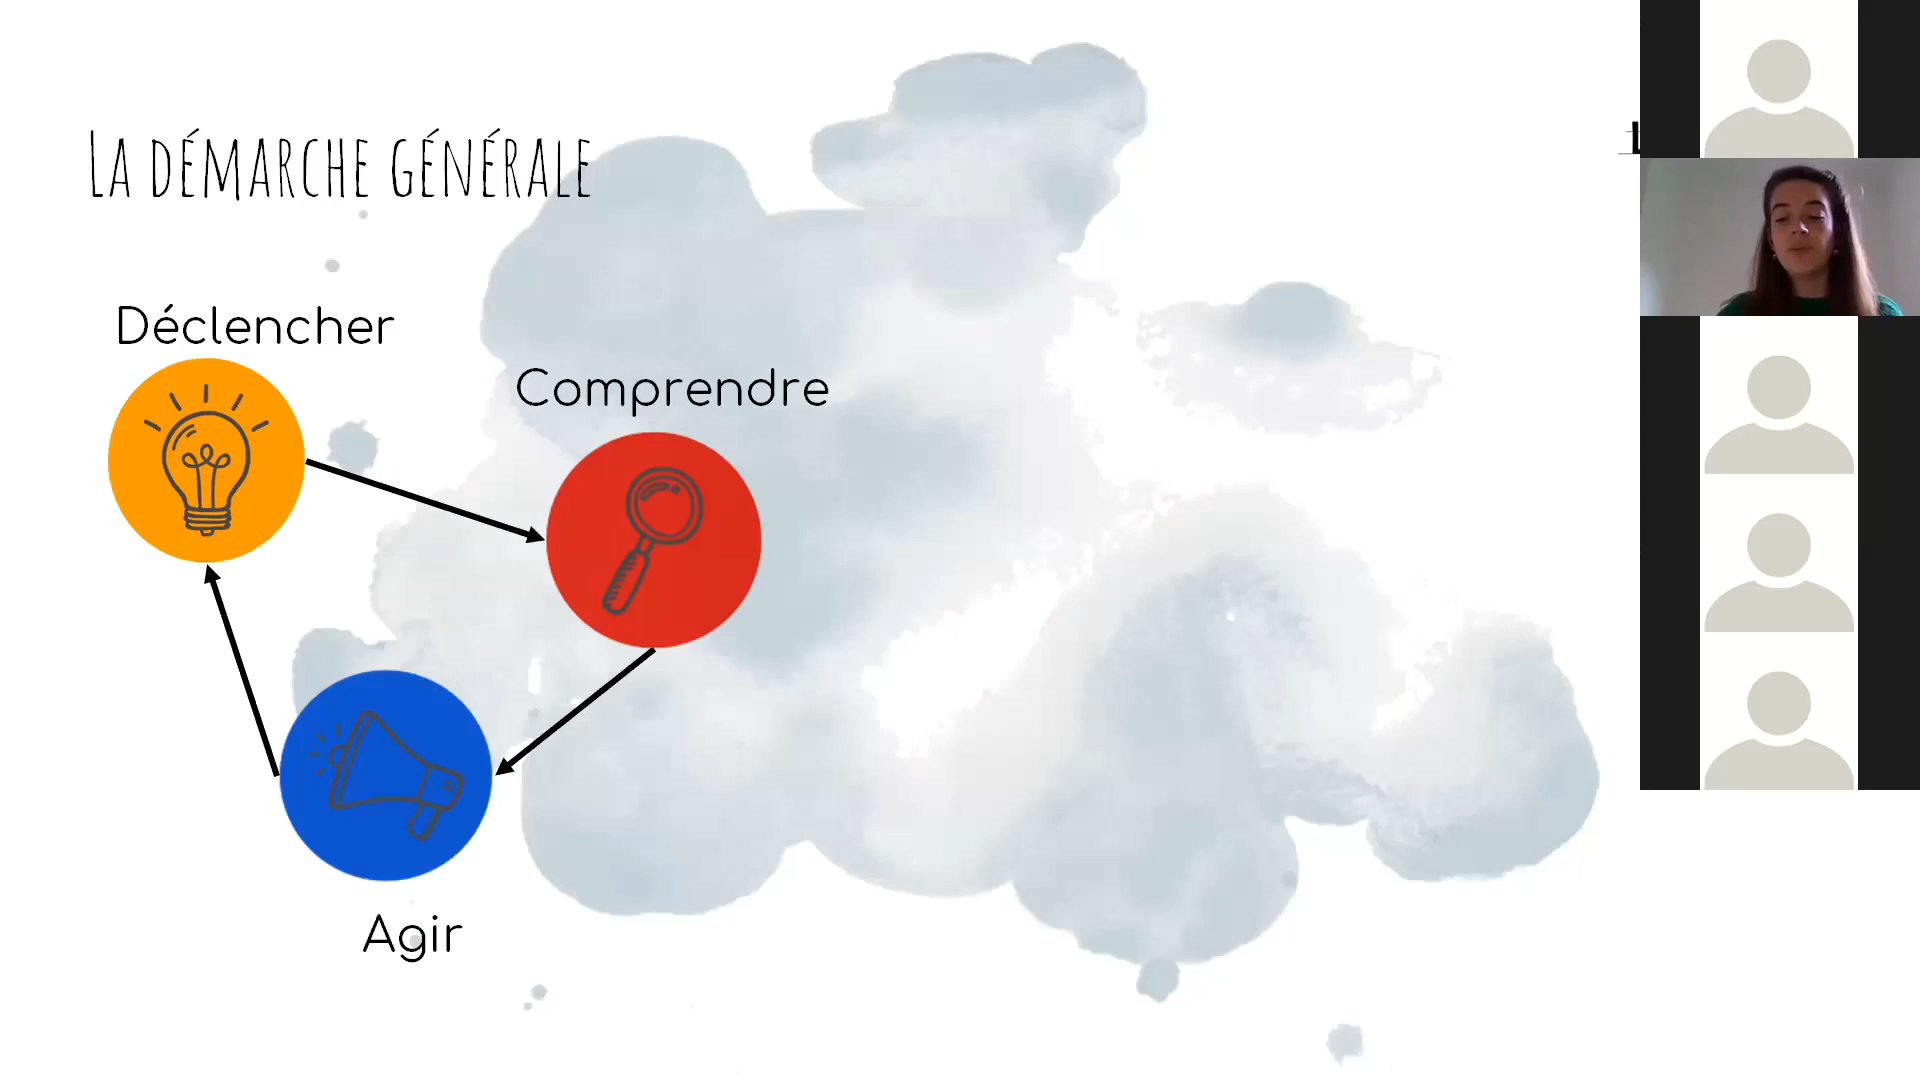 La démarche générale
Déclencher
Comprendre
Agir